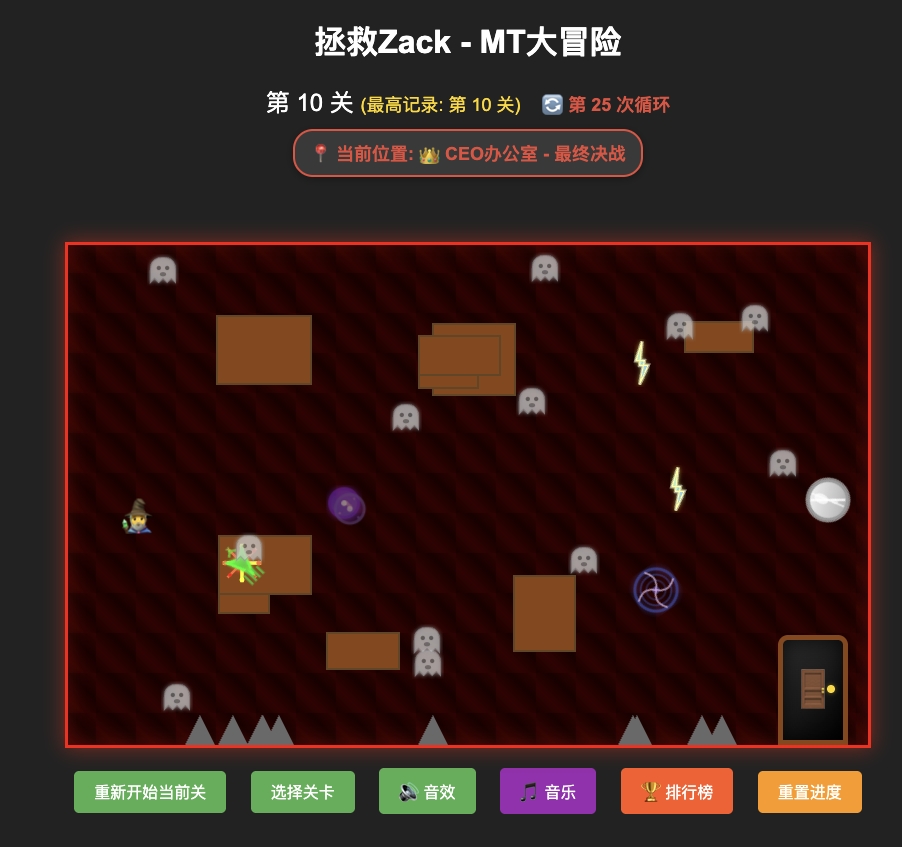 拯救Zack - MT大冒险
第 10 关 (最高记录: 第 10 关) 🔄 第 25 次循环
📍 当前位置: 👑 CEO办公室 - 最终决战
重新开始当前关 选择关卡 🔊 音效 🎵 音乐 🏆 排行榜 重置进度